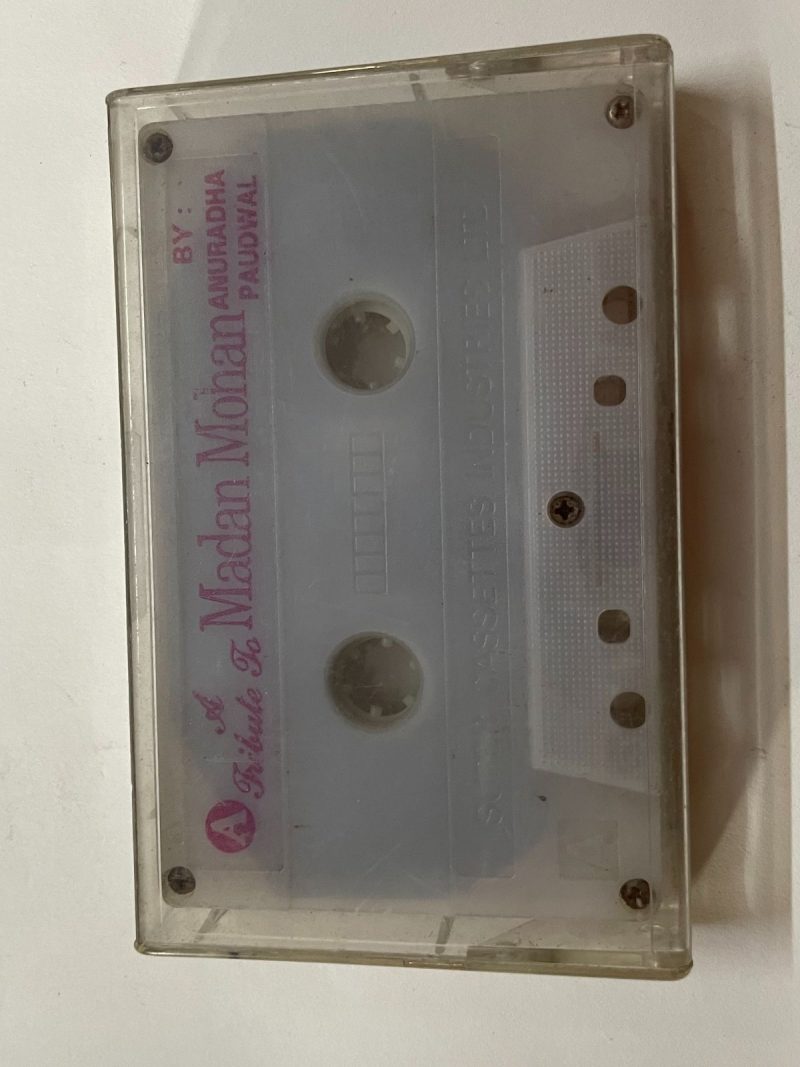 A
A
Tribute To
Madan Mohan
BY :
ANURADHA
PAUDWAL
SUPER CASSETTES INDUSTRIES LTD
A